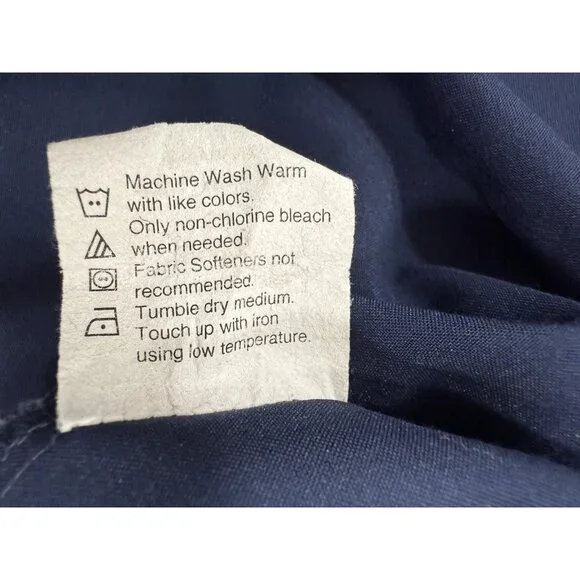 Machine Wash Warm
with like colors.
Only non-chlorine bleach
when needed.
Fabric Softeners not
recommended.
Tumble dry medium.
Touch up with iron
using low temperature.